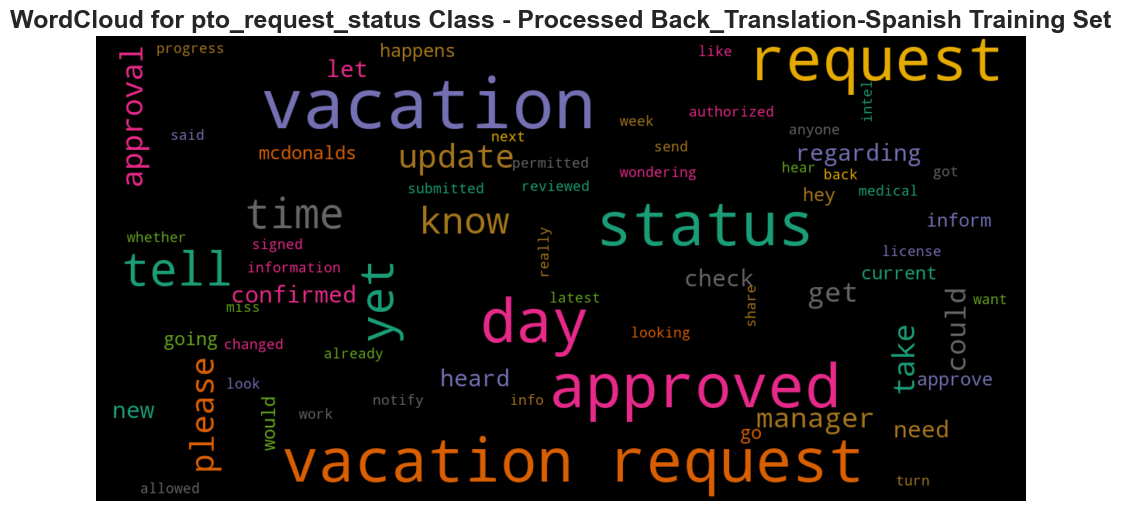 WordCloud for pto_request_status Class - Processed Back_Translation-Spanish Training Set
progress
happens
like
request
approval
let
vacation
intel
authorized
said
next
week
anyone
mcdonalds
update
permitted
send
regarding
wondering
hear
back
got
submitted
reviewed
hey
medical
time
know
status
inform
whether
signed
really
license
tell
information
yet
check
current
confirmed
latest
share
get
want
miss
day
could
going
changed
looking
take
already
please
look
heard
approved
approve
new
would
work
notify
info
manager
go
need
vacation request
allowed
turn